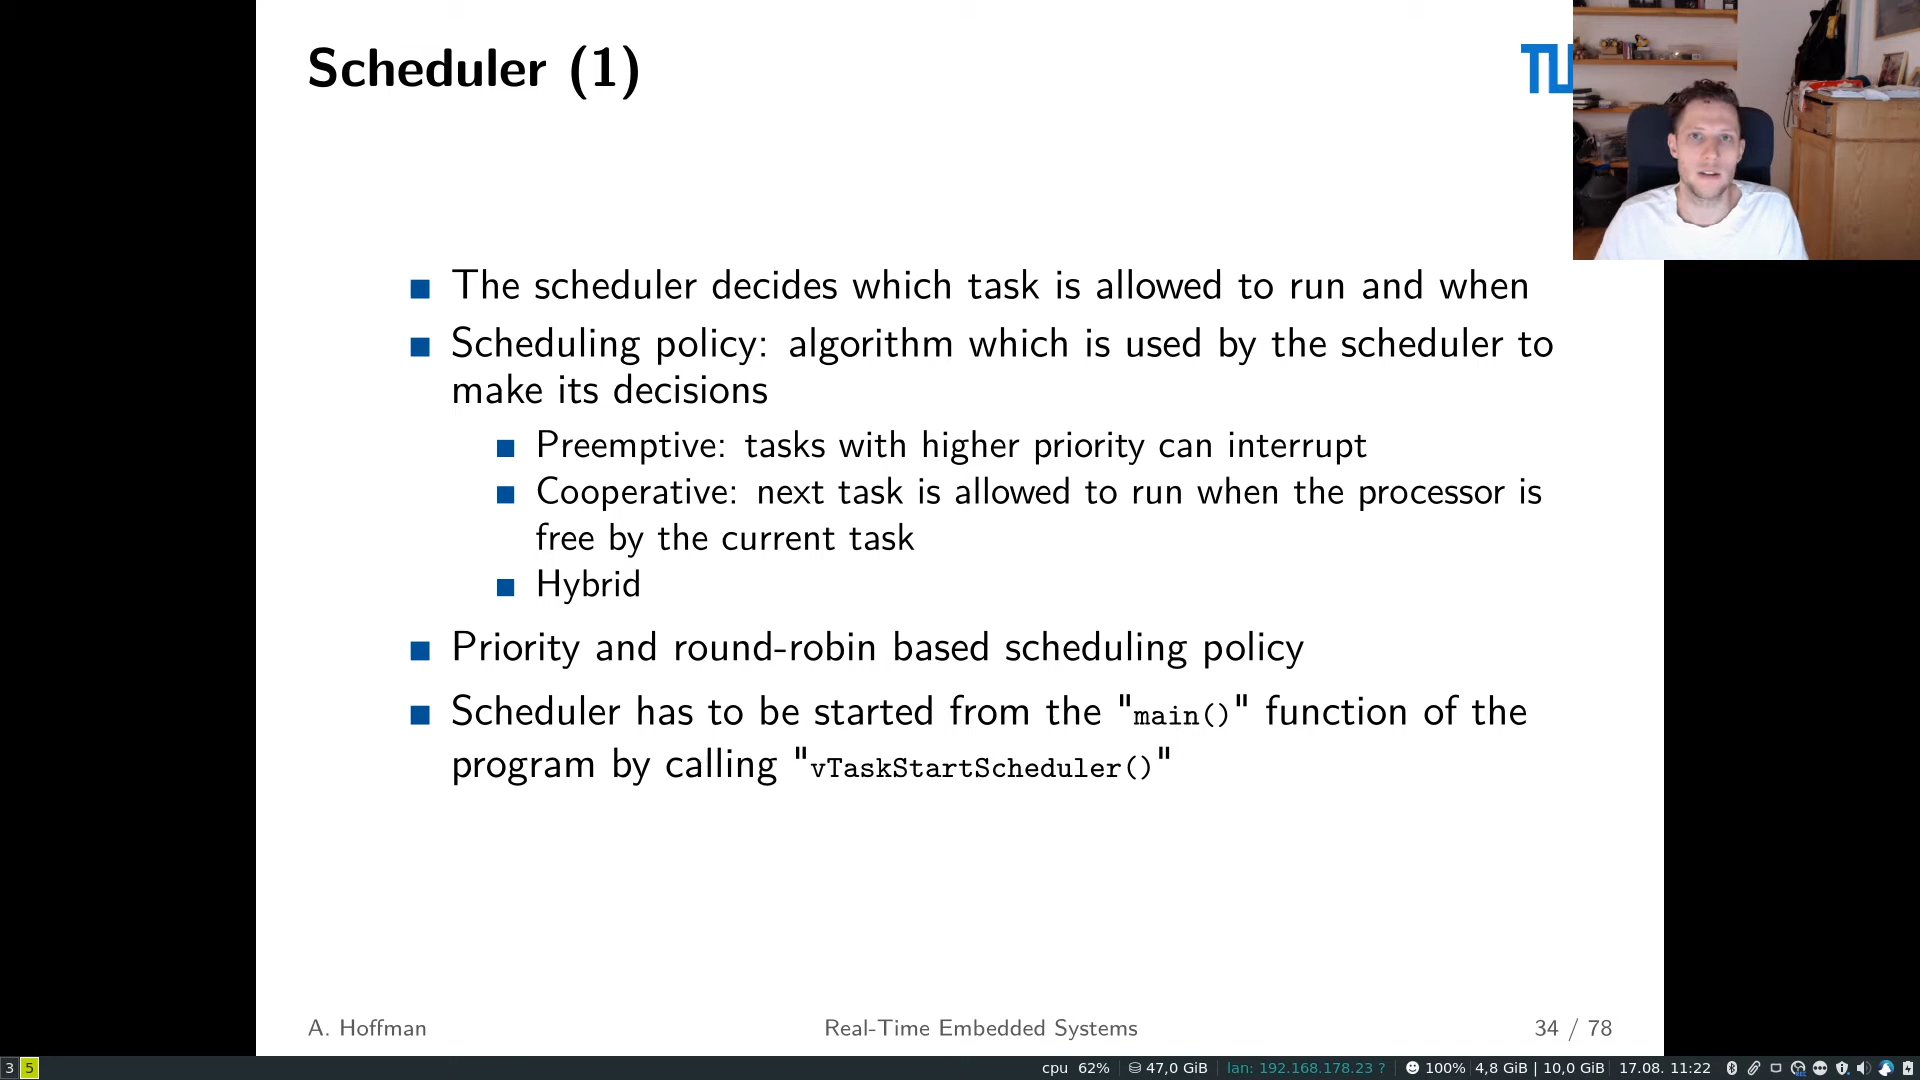 Scheduler (1)
The scheduler decides which task is allowed to run and when
Scheduling policy: algorithm which is used by the scheduler to
make its decisions
Preemptive: tasks with higher priority can interrupt
Cooperative: next task is allowed to run when the processor is
free by the current task
Hybrid
Priority and round-robin based scheduling policy
Scheduler has to be started from the "main()" function of the
program by calling "vTaskStartScheduler()"
A. Hoffman Real-Time Embedded Systems 34 / 78
3 5 cpu 62% 47,0 GiB lan: 192.168.178.23 ? 100% 4,8 GiB | 10,0 GiB 17.08. 11:22